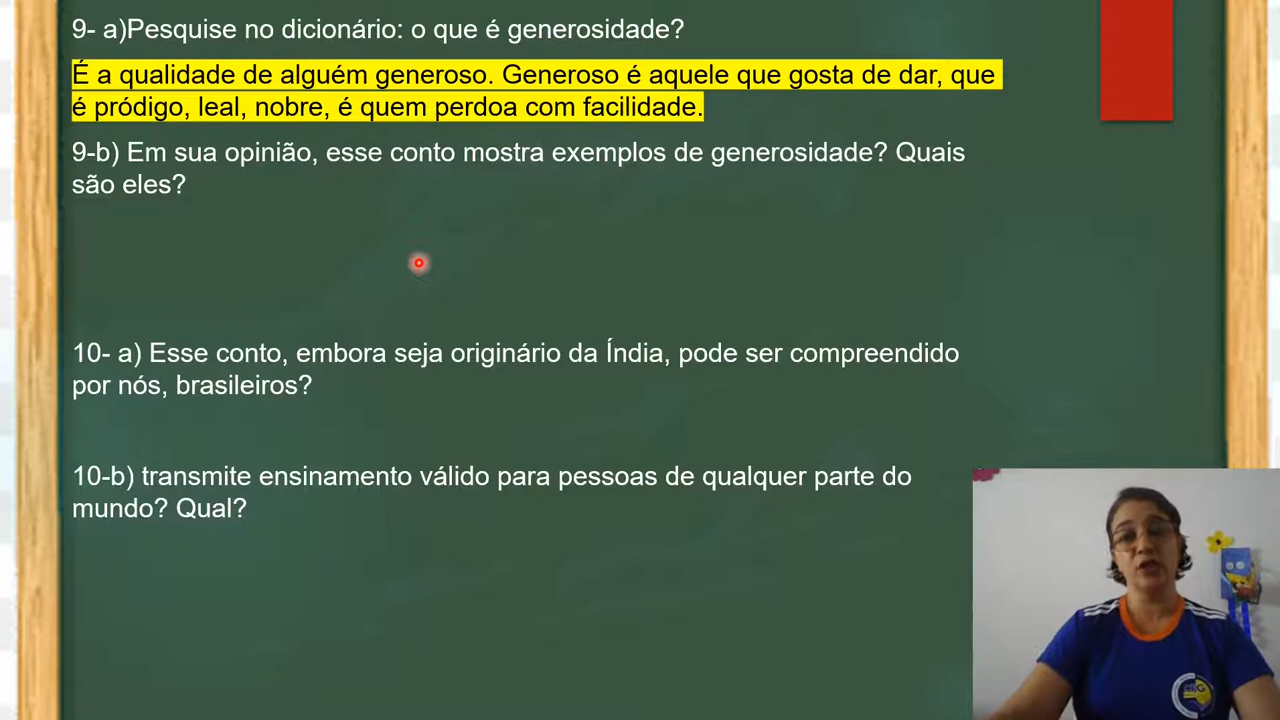 9- a)Pesquise no dicionário: o que é generosidade?
É a qualidade de alguém generoso. Generoso é aquele que gosta de dar, que
é pródigo, leal, nobre, é quem perdoa com facilidade.
9-b) Em sua opinião, esse conto mostra exemplos de generosidade? Quais
são eles?
10- a) Esse conto, embora seja originário da Índia, pode ser compreendido
por nós, brasileiros?
10-b) transmite ensinamento válido para pessoas de qualquer parte do
mundo? Qual?